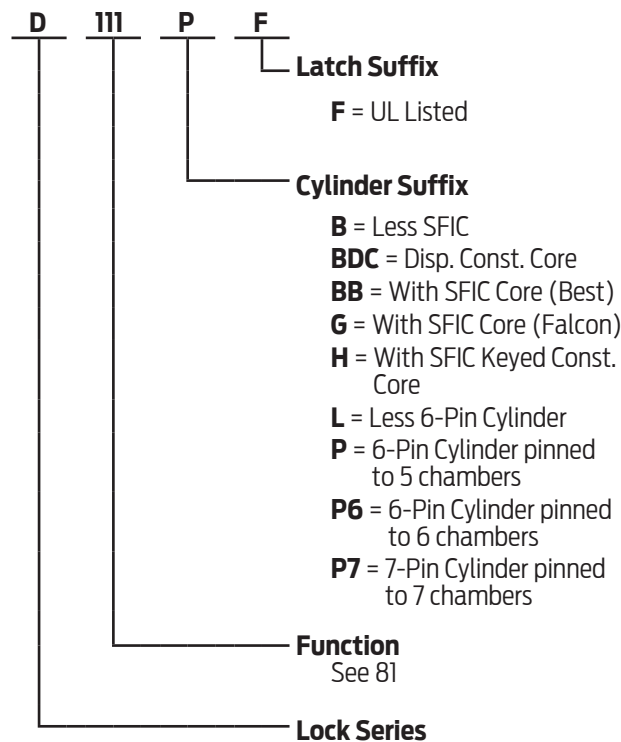 D 111 P F
Latch Suffix
F = UL Listed
Cylinder Suffix
B = Less SFIC
BDC = Disp. Const. Core
BB = With SFIC Core (Best)
G = With SFIC Core (Falcon)
H = With SFIC Keyed Const.
Core
L = Less 6-Pin Cylinder
P = 6-Pin Cylinder pinned
to 5 chambers
P6 = 6-Pin Cylinder pinned
to 6 chambers
P7 = 7-Pin Cylinder pinned
to 7 chambers
Function
See 81
Lock Series